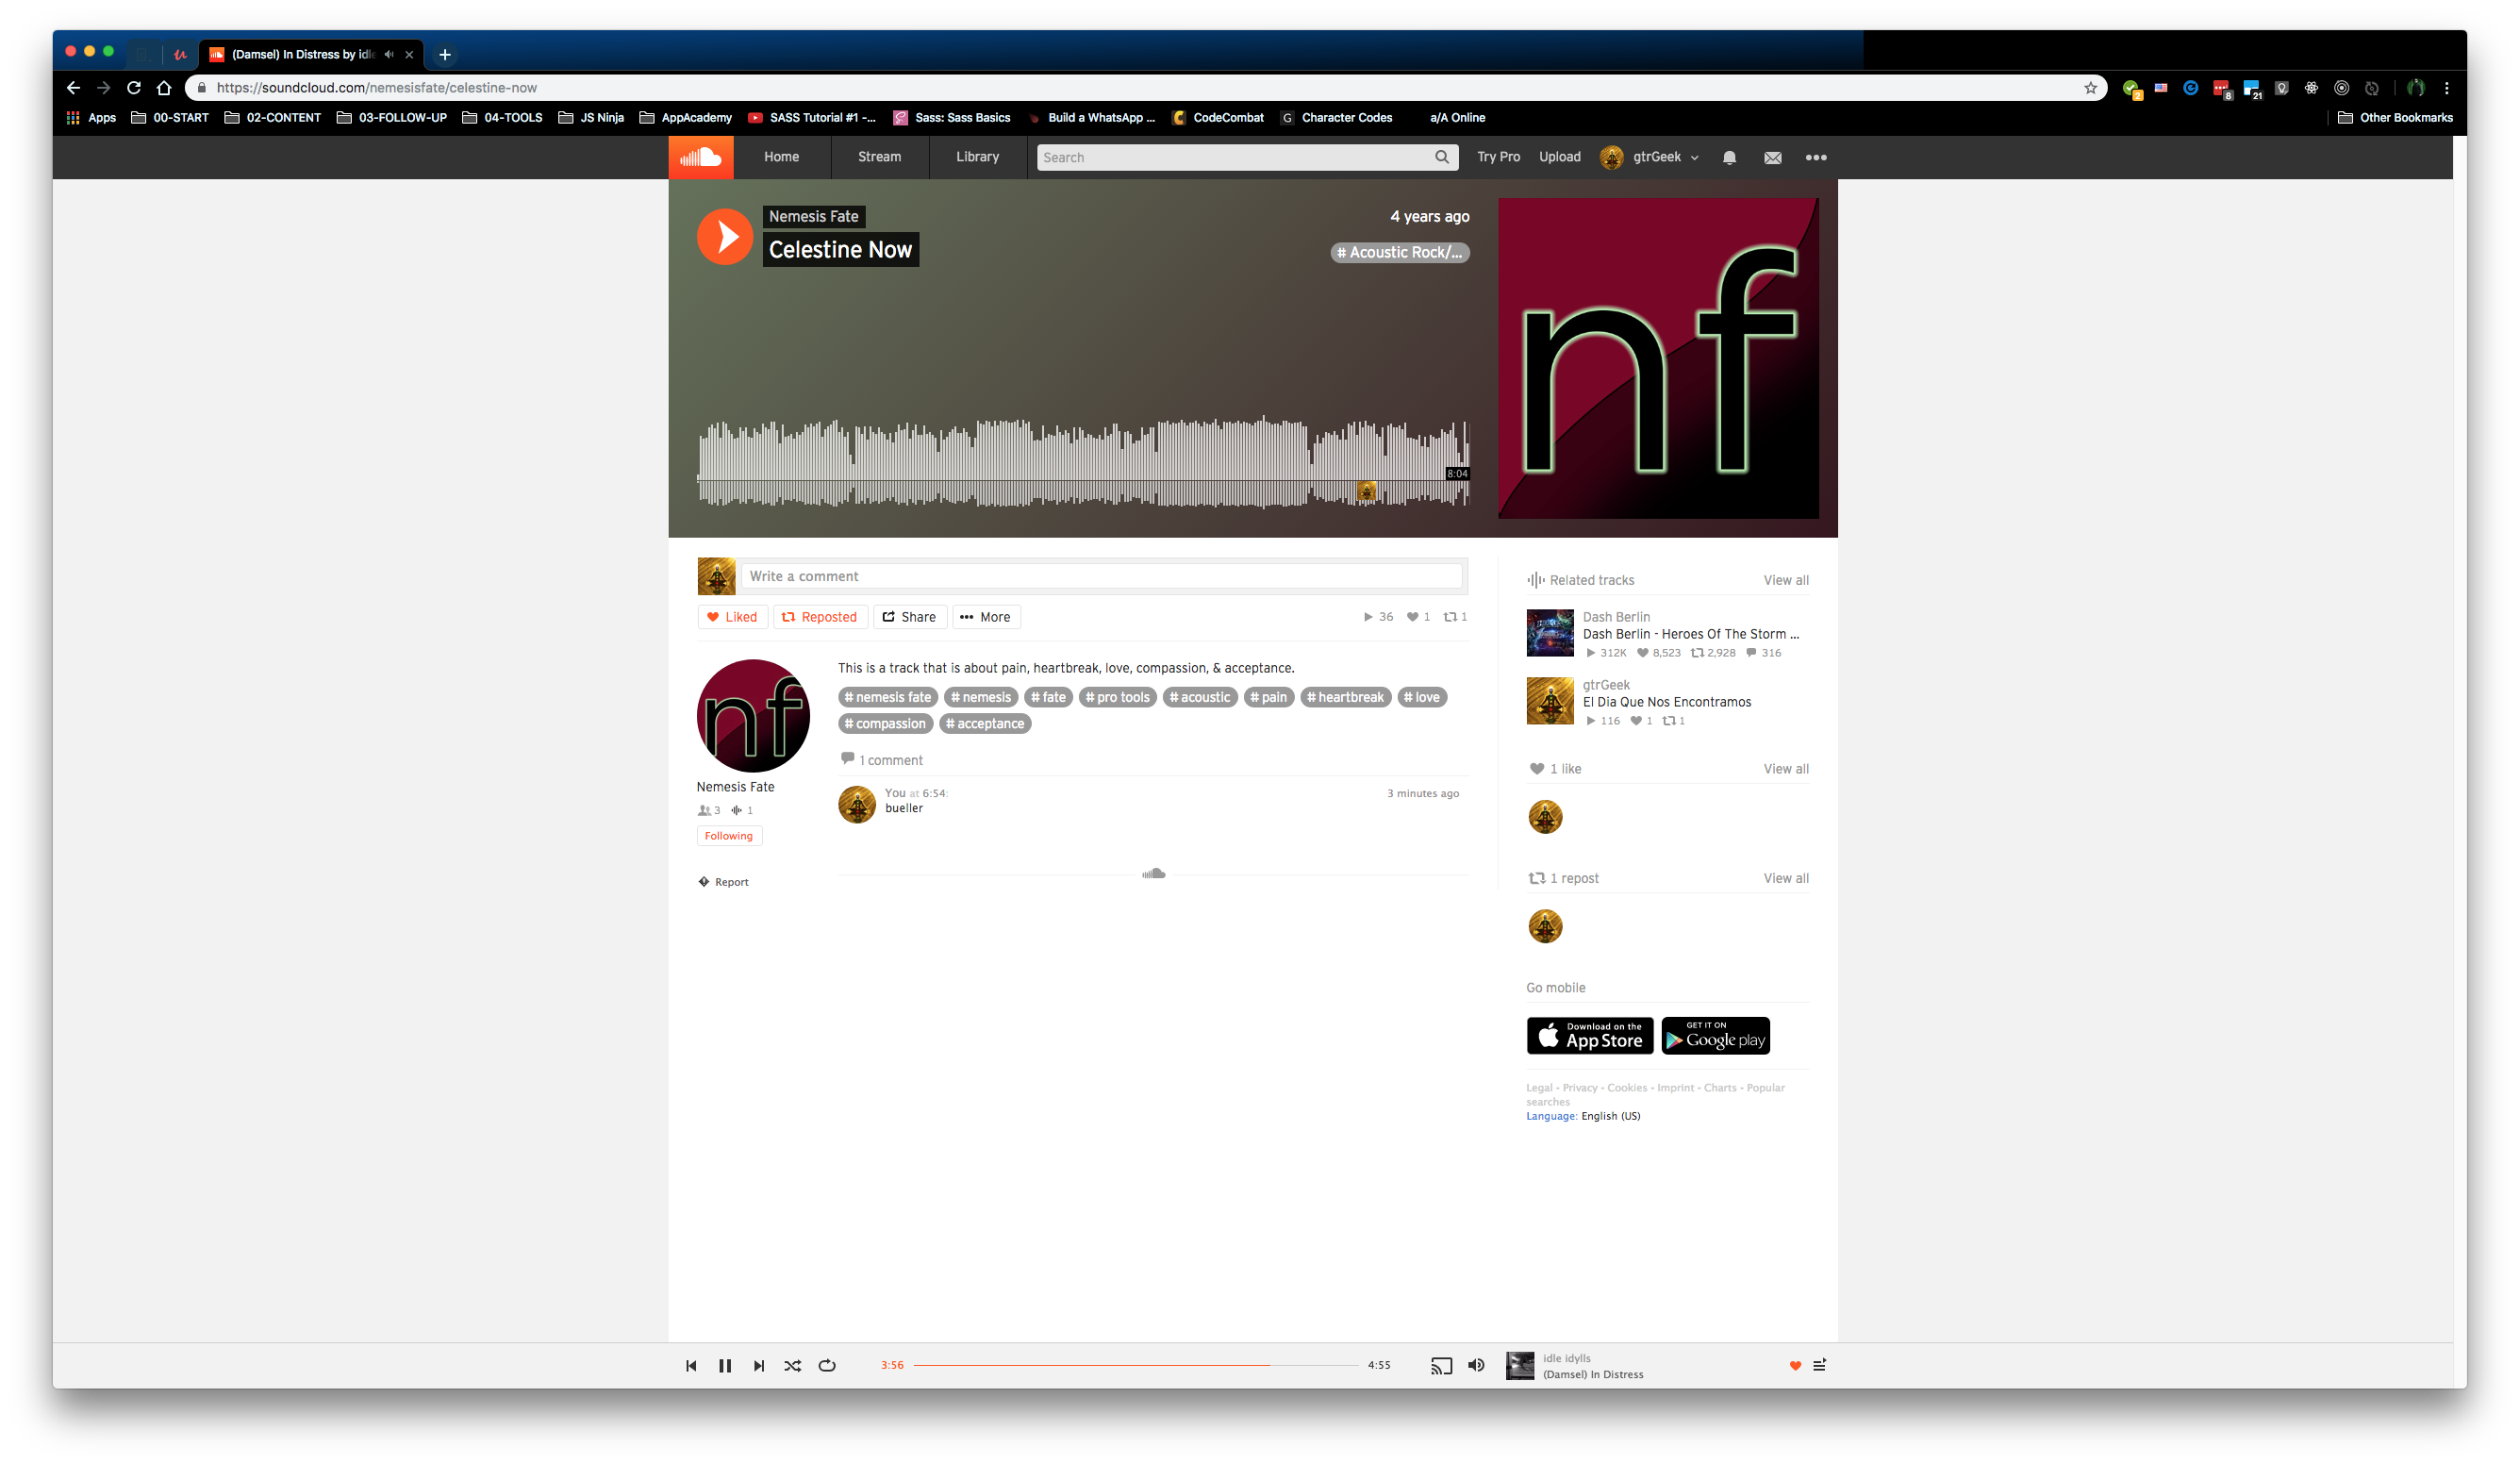 (Damsel) In Distress by idle
https://soundcloud.com/nemesisfate/celestine-now
2
8
21
Apps 00-START 02-CONTENT 03-FOLLOW-UP 04-TOOLS JS Ninja AppAcademy SASS Tutorial #1 -... Sass: Sass Basics Build a WhatsApp ... CodeCombat G Character Codes a/A Online Other Bookmarks
Home Stream Library Search Try Pro Upload gtrGeek
Nemesis Fate
Celestine Now
4 years ago
# Acoustic Rock/...
nf
8:04
Write a comment
Liked Reposted Share More 36 1 1
nf
Nemesis Fate
3 1
Following
Report
This is a track that is about pain, heartbreak, love, compassion, & acceptance.
# nemesis fate # nemesis # fate # pro tools # acoustic # pain # heartbreak # love
# compassion # acceptance
1 comment
You at 6:54: 3 minutes ago
bueller
Related tracks View all
Dash Berlin
Dash Berlin - Heroes Of The Storm ...
312K 8,523 2,928 316
gtrGeek
El Dia Que Nos Encontramos
116 1 1
1 like View all
1 repost View all
Go mobile
Download on the
App Store
GET IT ON
Google play
Legal - Privacy - Cookies - Imprint - Charts - Popular
searches
Language: English (US)
3:56 4:55
idle idylls
(Damsel) In Distress